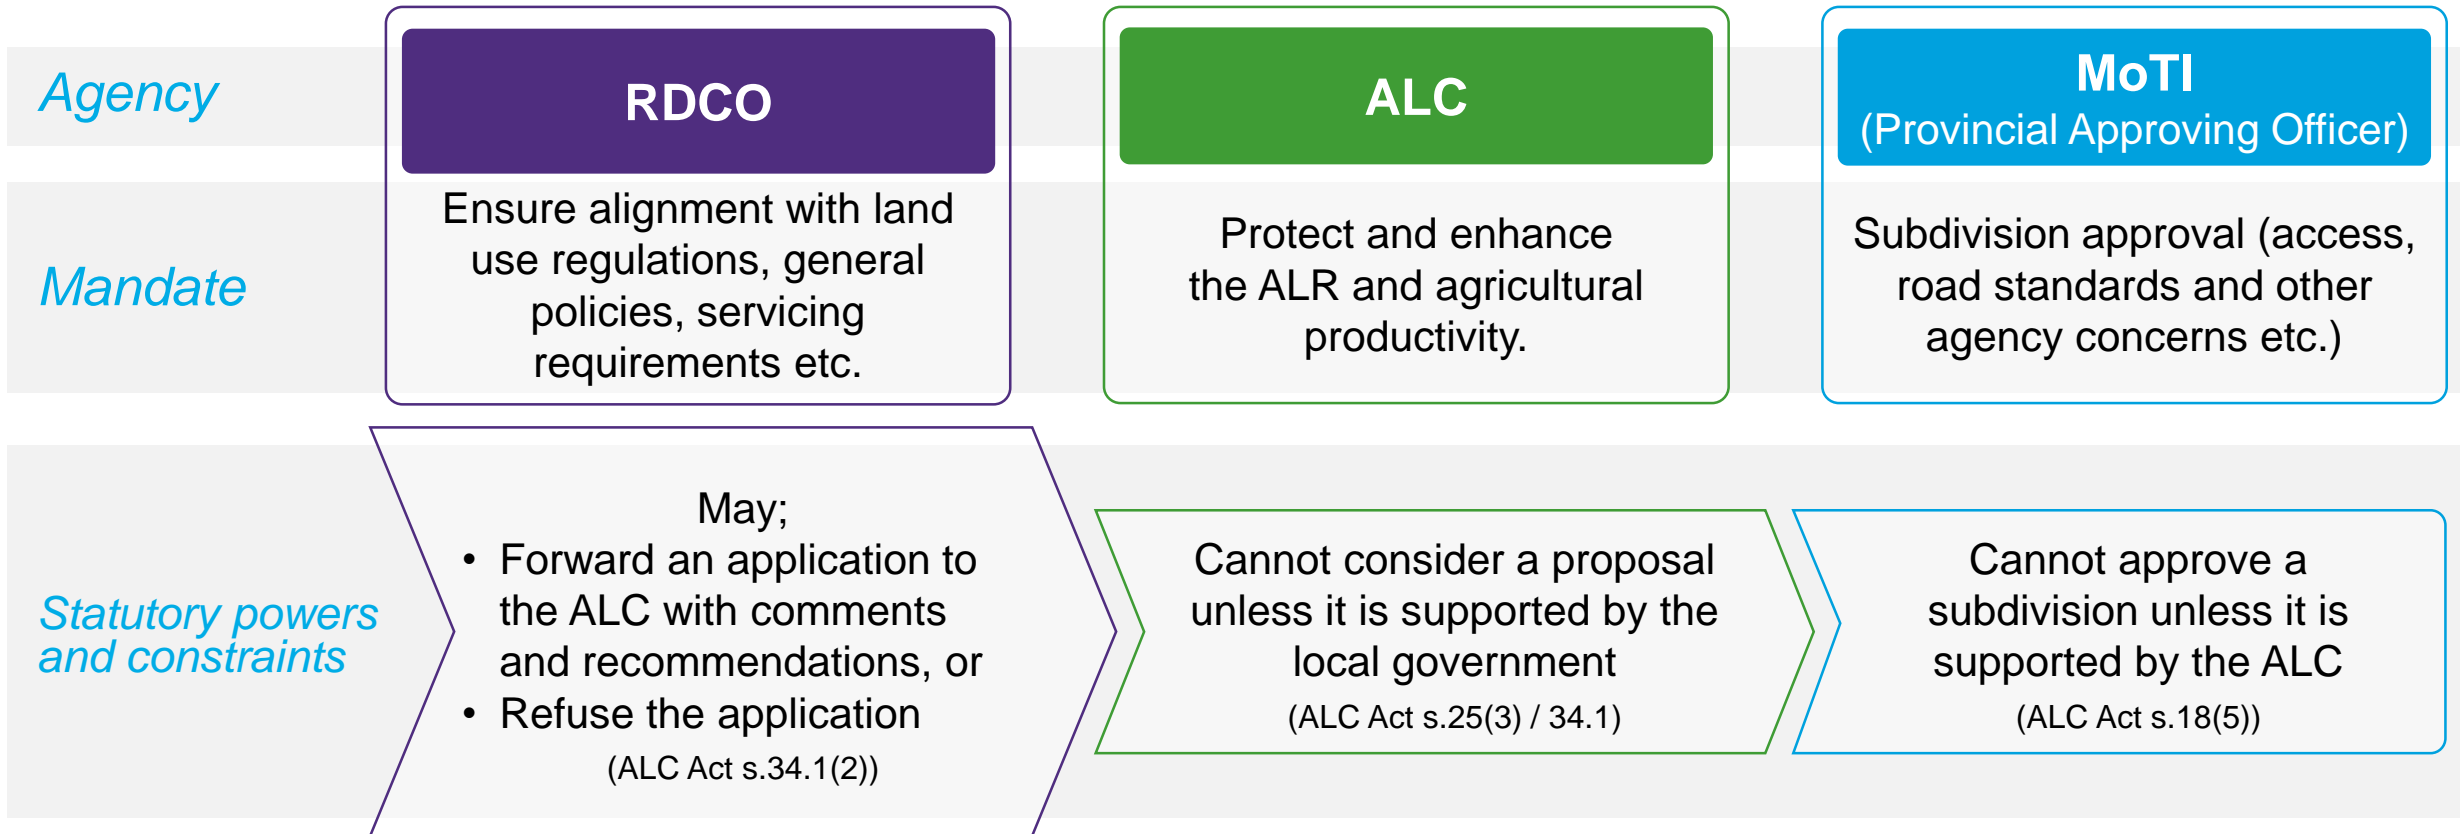 Agency
RDCO
ALC
MoTI
(Provincial Approving Officer)
Mandate
Ensure alignment with land
use regulations, general
policies, servicing
requirements etc.
Protect and enhance
the ALR and agricultural
productivity.
Subdivision approval (access,
road standards and other
agency concerns etc.)
Statutory powers
and constraints
May;
• Forward an application to
the ALC with comments
and recommendations, or
• Refuse the application
(ALC Act s.34.1(2))
Cannot consider a proposal
unless it is supported by the
local government
(ALC Act s.25(3) / 34.1)
Cannot approve a
subdivision unless it is
supported by the ALC
(ALC Act s.18(5))